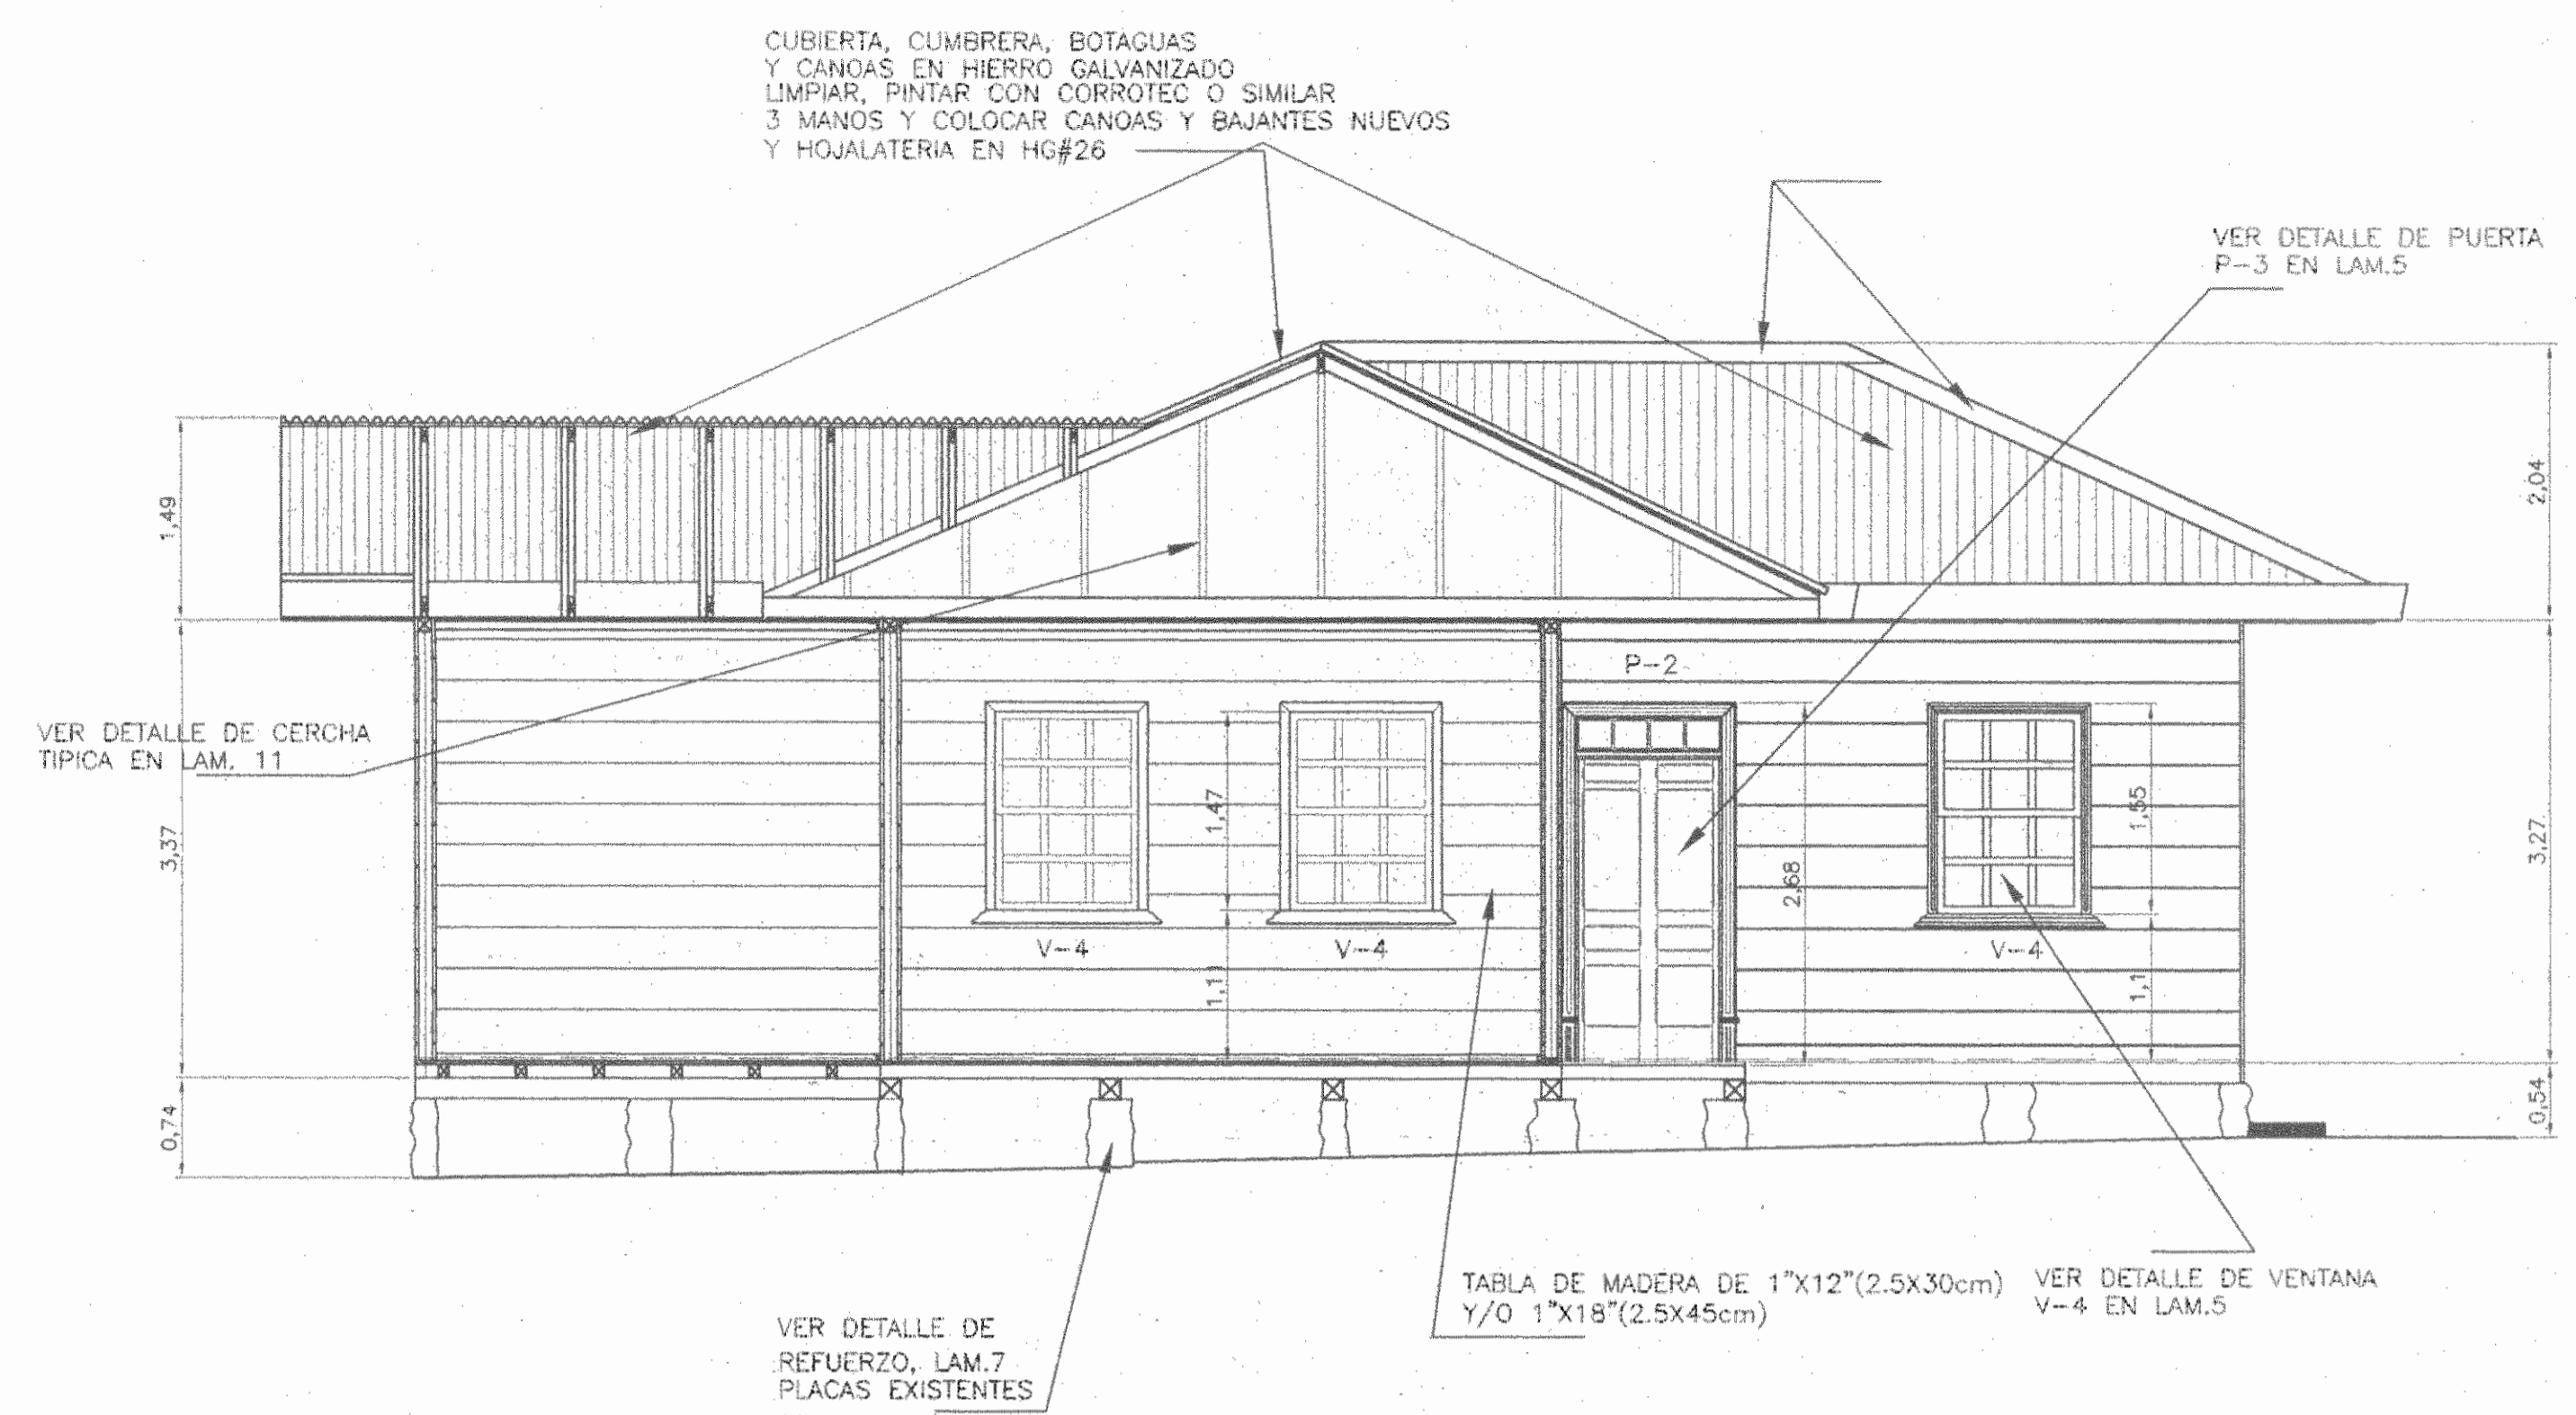 CUBIERTA, CUMBRERA, BOTAGUAS
Y CANOAS EN HIERRO GALVANIZADO
LIMPIAR, PINTAR CON CORROTEC O SIMILAR
3 MANOS Y COLOCAR CANOAS Y BAJANTES NUEVOS
Y HOJALATERIA EN HG#26
VER DETALLE DE PUERTA
P-3 EN LAM.5
1,49
2,04
P-2
VER DETALLE DE CERCHA
TIPICA EN LAM. 11
3,37
1,47
2,68
1,55
3,27
V-4
V-4
V-4
1,11
1,1
0,74
0,54
TABLA DE MADERA DE 1"X12"(2.5X30cm)
Y/O 1"X18"(2.5X45cm)
VER DETALLE DE VENTANA
V-4 EN LAM.5
VER DETALLE DE
REFUERZO, LAM.7
PLACAS EXISTENTES